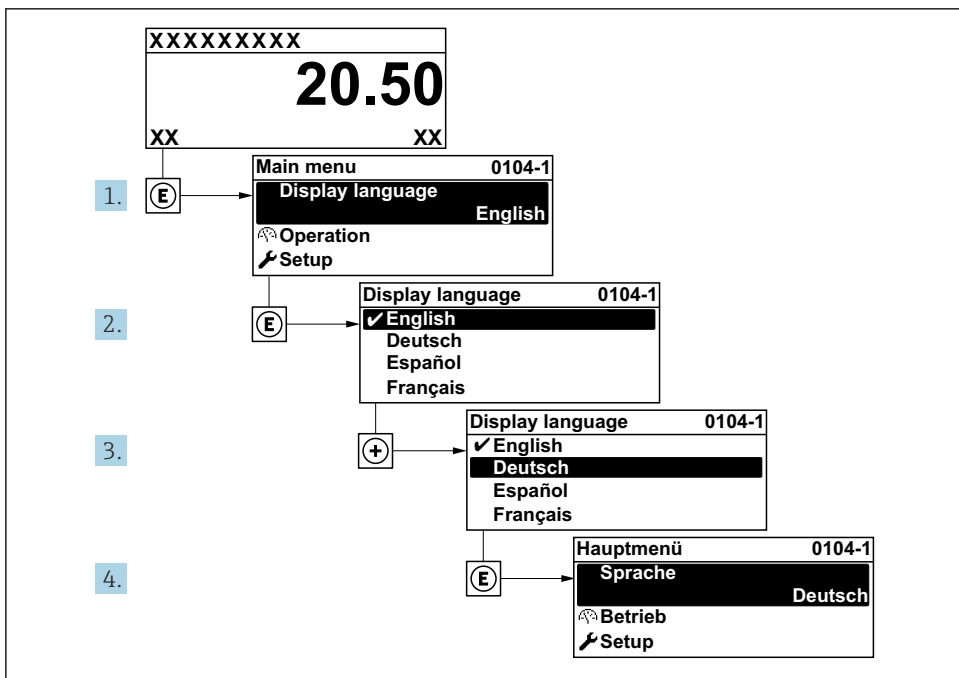 XXXXXXXXX
20.50
XX XX
1. E
Main menu 0104-1
Display language
English
Operation
Setup
2. E
Display language 0104-1
✔English
Deutsch
Español
Français
3. +
Display language 0104-1
✔English
Deutsch
Español
Français
4. E
Hauptmenü 0104-1
Sprache
Deutsch
Betrieb
Setup